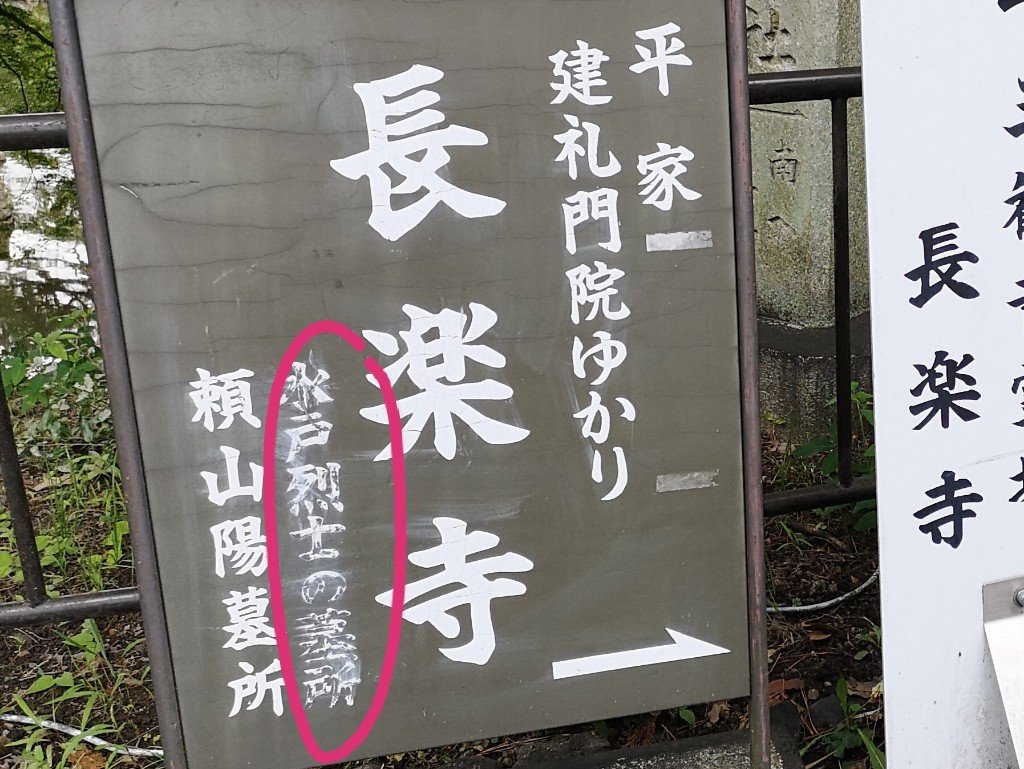 平家
建礼門院ゆかり
長楽寺
水戸烈士の墓所
頼山陽墓所
長楽寺